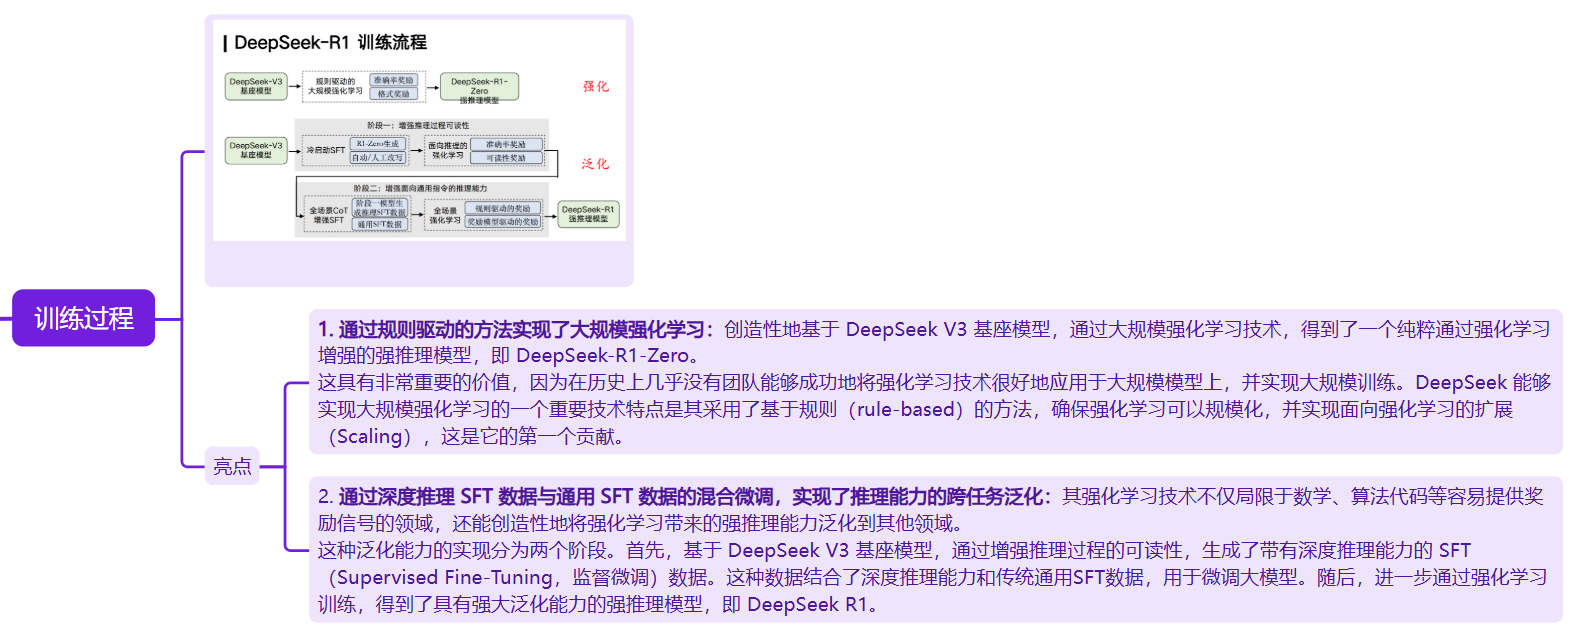 训练过程
DeepSeek-R1 训练流程
DeepSeek-V3
基座模型
规则驱动的
大规模强化学习
准确率奖励
格式奖励
DeepSeek-R1-
Zero
强推理模型
强化
阶段一：增强推理过程可读性
DeepSeek-V3
基座模型
冷启动SFT
R1-Zero生成
自动/人工改写
面向推理的
强化学习
准确率奖励
可读性奖励
泛化
阶段二：增强面向通用指令的推理能力
全场景CoT
增强SFT
阶段一模型生
成推理SFT数据
通用SFT数据
全场景
强化学习
规则驱动的奖励
奖励模型驱动的奖励
DeepSeek-R1
强推理模型
亮点
1. 通过规则驱动的方法实现了大规模强化学习：创造性地基于 DeepSeek V3 基座模型，通过大规模强化学习技术，得到了一个纯粹通过强化学习
增强的强推理模型，即 DeepSeek-R1-Zero。
这具有非常重要的价值，因为在历史上几乎没有团队能够成功地将强化学习技术很好地应用于大规模模型上，并实现大规模训练。DeepSeek 能够
实现大规模强化学习的一个重要技术特点是其采用了基于规则（rule-based）的方法，确保强化学习可以规模化，并实现面向强化学习的扩展
（Scaling），这是它的第一个贡献。
2. 通过深度推理 SFT 数据与通用 SFT 数据的混合微调，实现了推理能力的跨任务泛化：其强化学习技术不仅局限于数学、算法代码等容易提供奖
励信号的领域，还能创造性地将强化学习带来的强推理能力泛化到其他领域。
这种泛化能力的实现分为两个阶段。首先，基于 DeepSeek V3 基座模型，通过增强推理过程的可读性，生成了带有深度推理能力的 SFT
（Supervised Fine-Tuning，监督微调）数据。这种数据结合了深度推理能力和传统通用SFT数据，用于微调大模型。随后，进一步通过强化学习
训练，得到了具有强大泛化能力的强推理模型，即 DeepSeek R1。